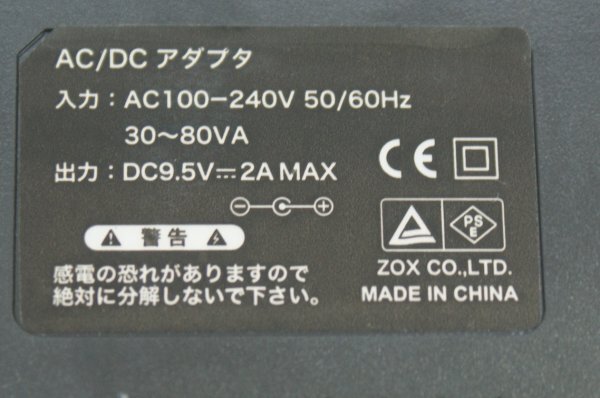 AC/DC アダプタ
入力：AC100−240V 50/60Hz
30〜80VA
出力：DC9.5V⎓2A MAX
CE
警告
PS
E
感電の恐れがありますので
絶対に分解しないで下さい。
ZOX CO.,LTD.
MADE IN CHINA